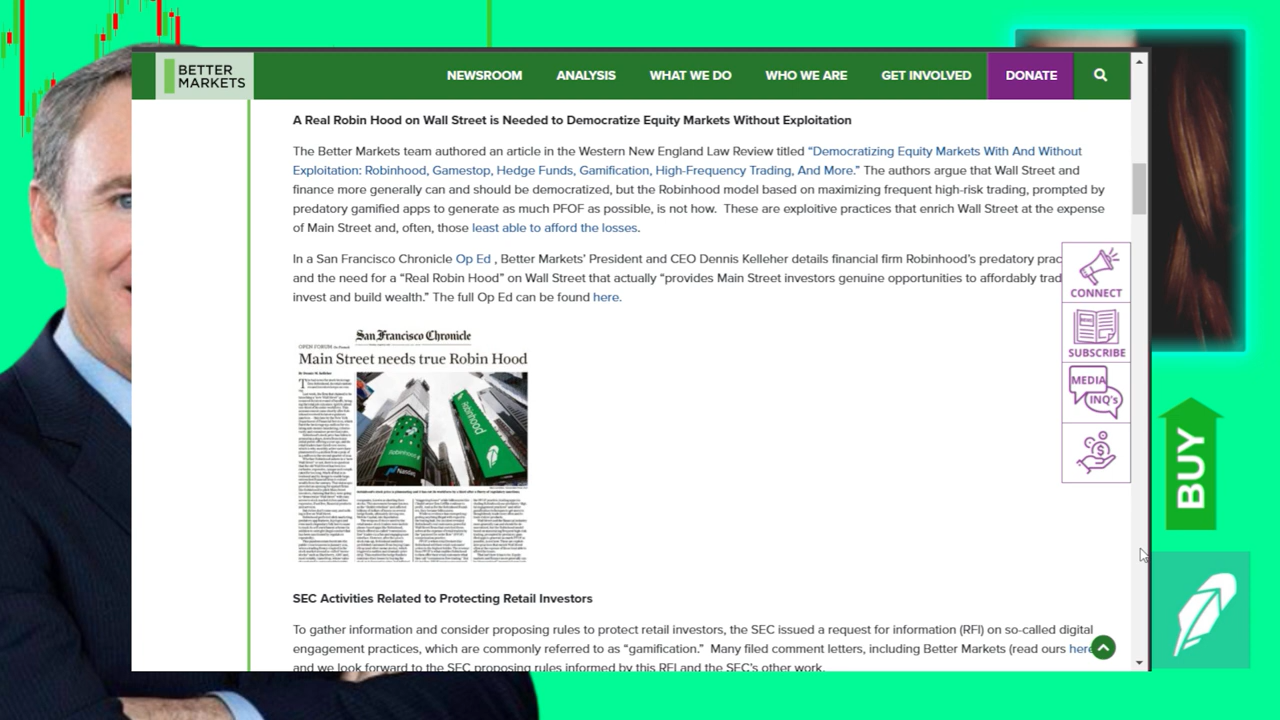 BETTER
MARKETS
NEWSROOM
ANALYSIS
WHAT WE DO
WHO WE ARE
GET INVOLVED
DONATE
A Real Robin Hood on Wall Street is Needed to Democratize Equity Markets Without Exploitation
The Better Markets team authored an article in the Western New England Law Review titled “Democratizing Equity Markets With And Without
Exploitation: Robinhood, Gamestop, Hedge Funds, Gamification, High-Frequency Trading, And More.” The authors argue that Wall Street and
finance more generally can and should be democratized, but the Robinhood model based on maximizing frequent high-risk trading, prompted by
predatory gamified apps to generate as much PFOF as possible, is not how.  These are exploitive practices that enrich Wall Street at the expense
of Main Street and, often, those least able to afford the losses.
In a San Francisco Chronicle Op Ed , Better Markets’ President and CEO Dennis Kelleher details financial firm Robinhood’s predatory prac
and the need for a “Real Robin Hood” on Wall Street that actually “provides Main Street investors genuine opportunities to affordably trad
invest and build wealth.” The full Op Ed can be found here.
CONNECT
SUBSCRIBE
MEDIA
INQ's
San Francisco Chronicle
OPEN FORUM
Main Street needs true Robin Hood
Robinhood
Nasdaq
Robinhood
BUY
SEC Activities Related to Protecting Retail Investors
To gather information and consider proposing rules to protect retail investors, the SEC issued a request for information (RFI) on so-called digital
engagement practices, which are commonly referred to as “gamification.”  Many filed comment letters, including Better Markets (read ours here
and we look forward to the SEC proposing rules informed by this RFI and the SEC’s other work.